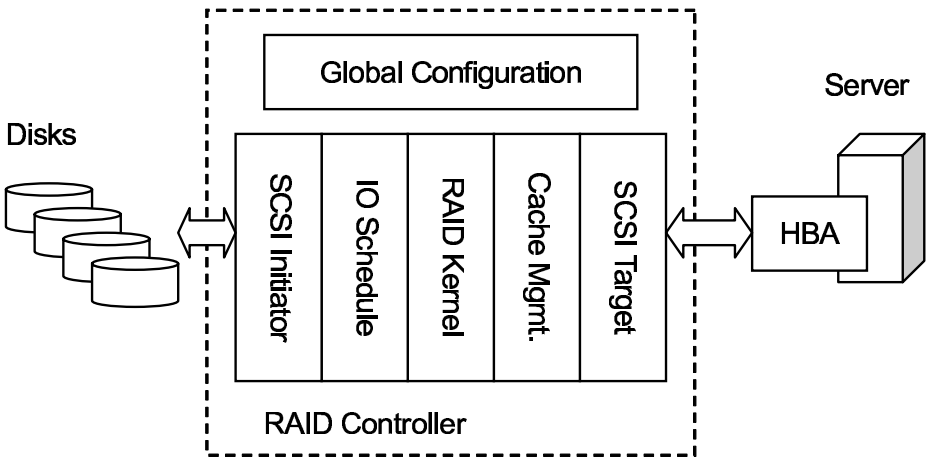 Global Configuration
Server
Disks
SCSI Initiator
IO Schedule
RAID Kernel
Cache Mgmt.
SCSI Target
HBA
RAID Controller